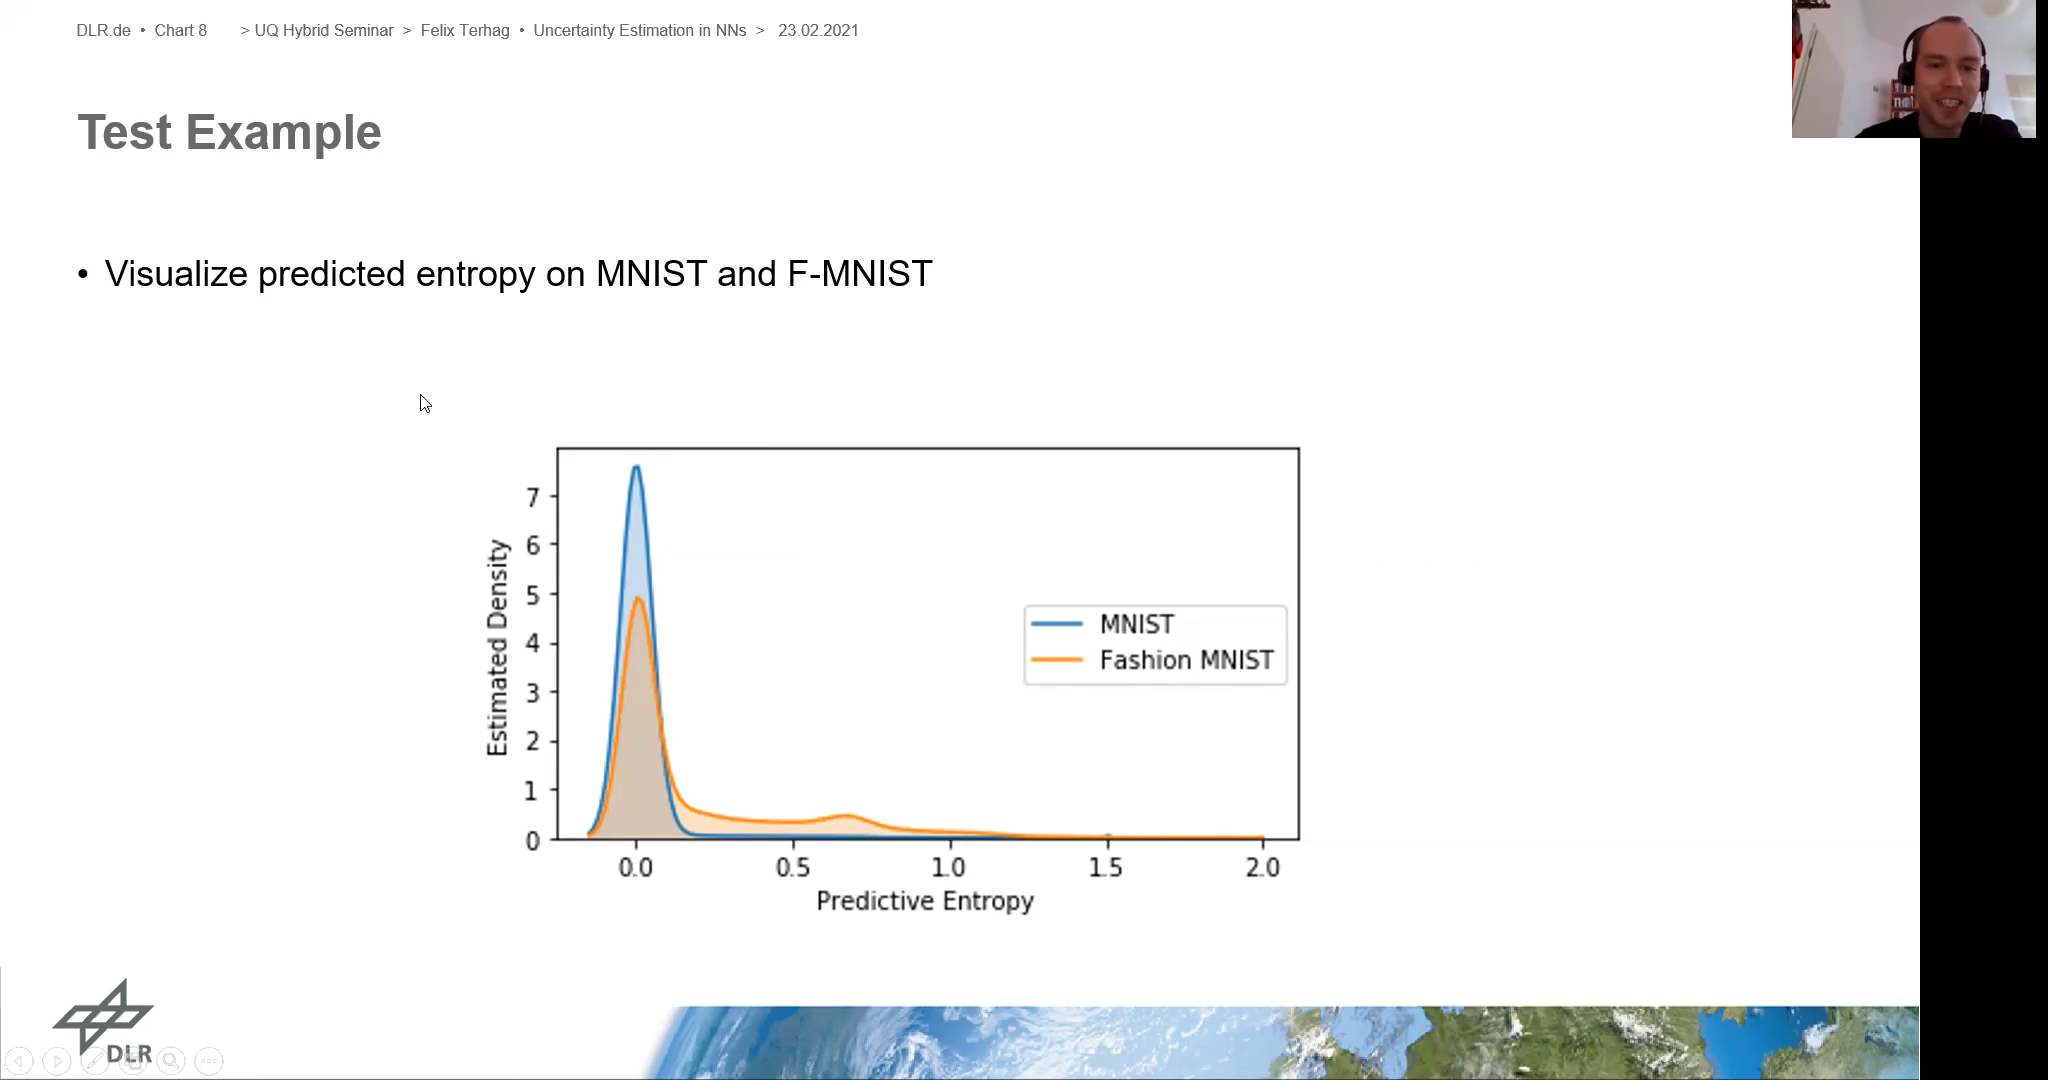 DLR.de • Chart 8 > UQ Hybrid Seminar > Felix Terhag • Uncertainty Estimation in NNs > 23.02.2021
Test Example
• Visualize predicted entropy on MNIST and F-MNIST
7
6
5
4
3
2
1
0
Estimated Density
MNIST
Fashion MNIST
0.0 0.5 1.0 1.5 2.0
Predictive Entropy
DLR